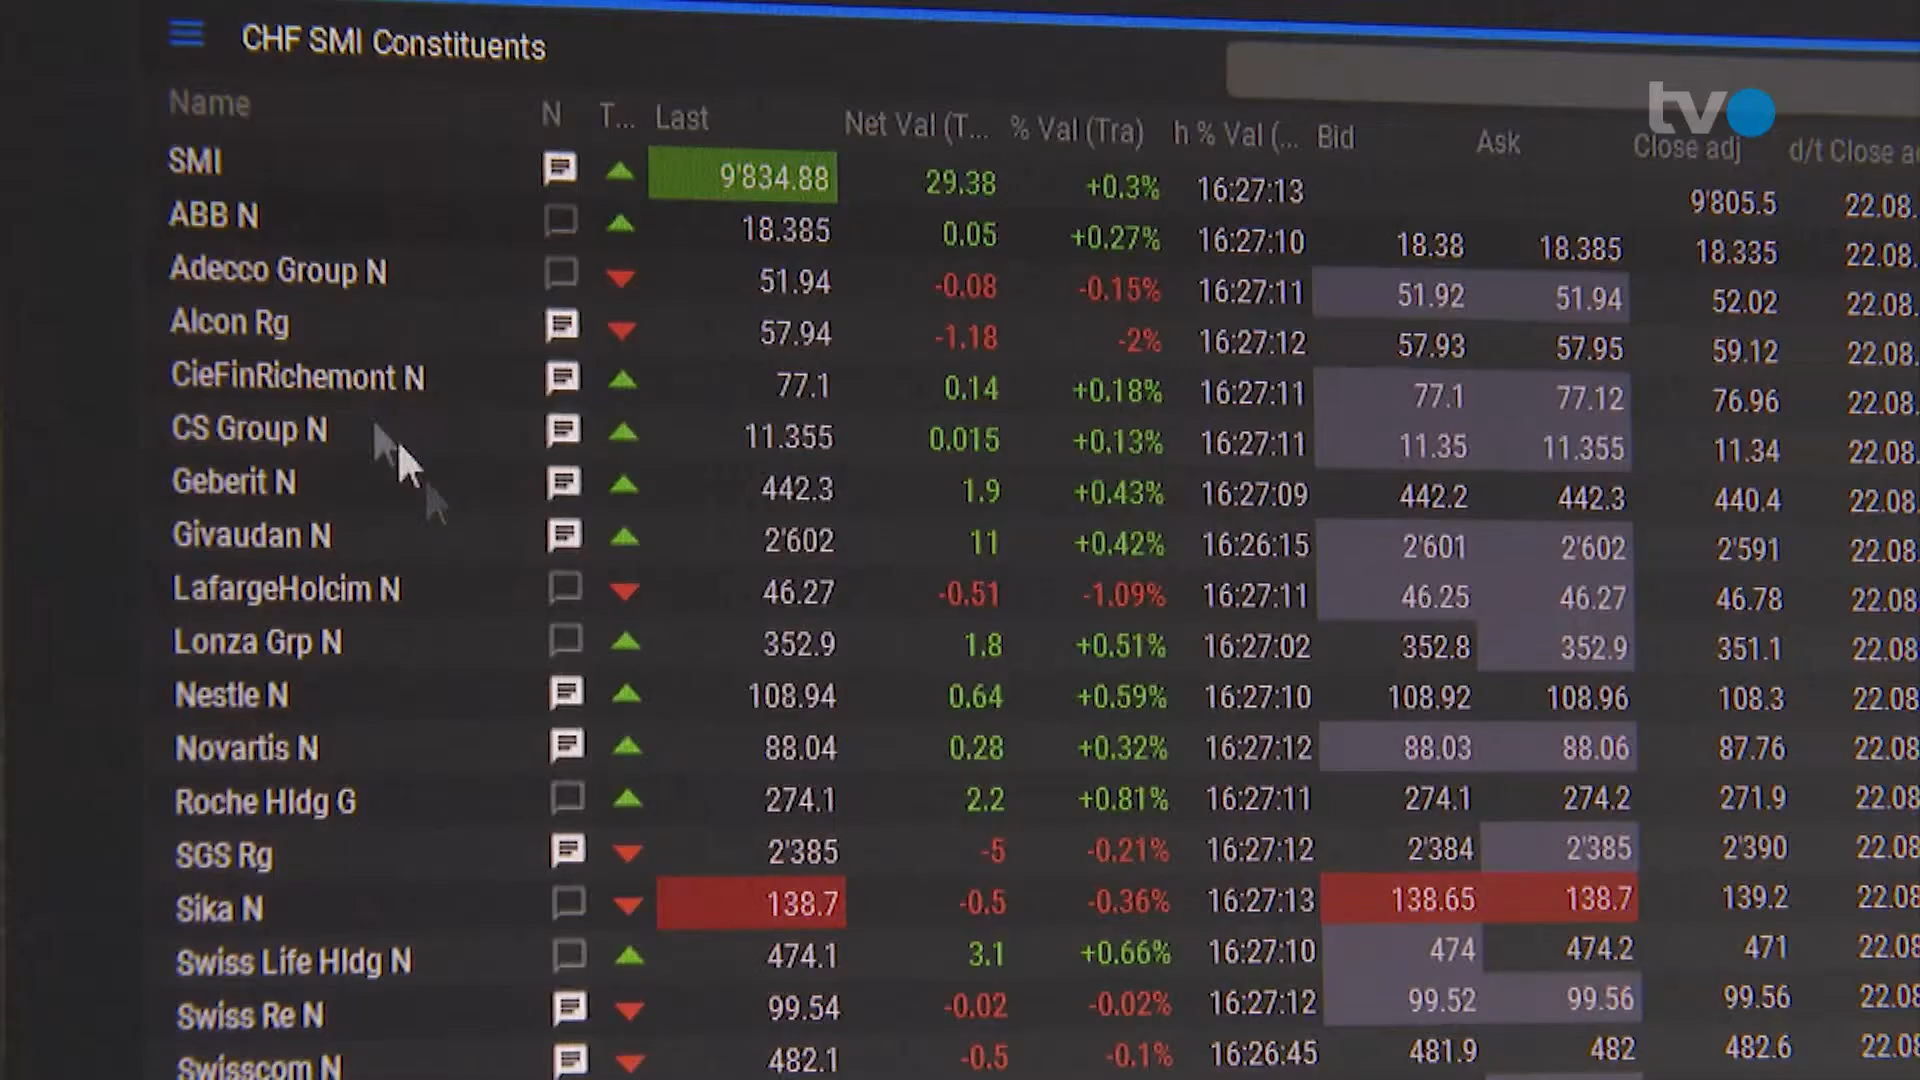 CHF SMI Constituents
tvo
Name N T... Last Net Val (T... % Val (Tra) h % Val (... Bid Ask Close adj d/t Close a
SMI 9'834.88 29.38 +0.3% 16:27:13 9'805.5 22.08.
ABB N 18.385 0.05 +0.27% 16:27:10 18.38 18.385 18.335 22.08.
Adecco Group N 51.94 -0.08 -0.15% 16:27:11 51.92 51.94 52.02 22.08.
Alcon Rg 57.94 -1.18 -2% 16:27:12 57.93 57.95 59.12 22.08.
CieFinRichemont N 77.1 0.14 +0.18% 16:27:11 77.1 77.12 76.96 22.08.
CS Group N 11.355 0.015 +0.13% 16:27:11 11.35 11.355 11.34 22.08.
Geberit N 442.3 1.9 +0.43% 16:27:09 442.2 442.3 440.4 22.08.
Givaudan N 2'602 11 +0.42% 16:26:15 2'601 2'602 2'591 22.08.
LafargeHolcim N 46.27 -0.51 -1.09% 16:27:11 46.25 46.27 46.78 22.08.
Lonza Grp N 352.9 1.8 +0.51% 16:27:02 352.8 352.9 351.1 22.08
Nestle N 108.94 0.64 +0.59% 16:27:10 108.92 108.96 108.3 22.08
Novartis N 88.04 0.28 +0.32% 16:27:12 88.03 88.06 87.76 22.08
Roche Hldg G 274.1 2.2 +0.81% 16:27:11 274.1 274.2 271.9 22.08
SGS Rg 2'385 -5 -0.21% 16:27:12 2'384 2'385 2'390 22.08
Sika N 138.7 -0.5 -0.36% 16:27:13 138.65 138.7 139.2 22.08
Swiss Life Hldg N 474.1 3.1 +0.66% 16:27:10 474 474.2 471 22.08
Swiss Re N 99.54 -0.02 -0.02% 16:27:12 99.52 99.56 99.56 22.08
Swisscom N 482.1 -0.5 -0.1% 16:26:45 481.9 482 482.6 22.08